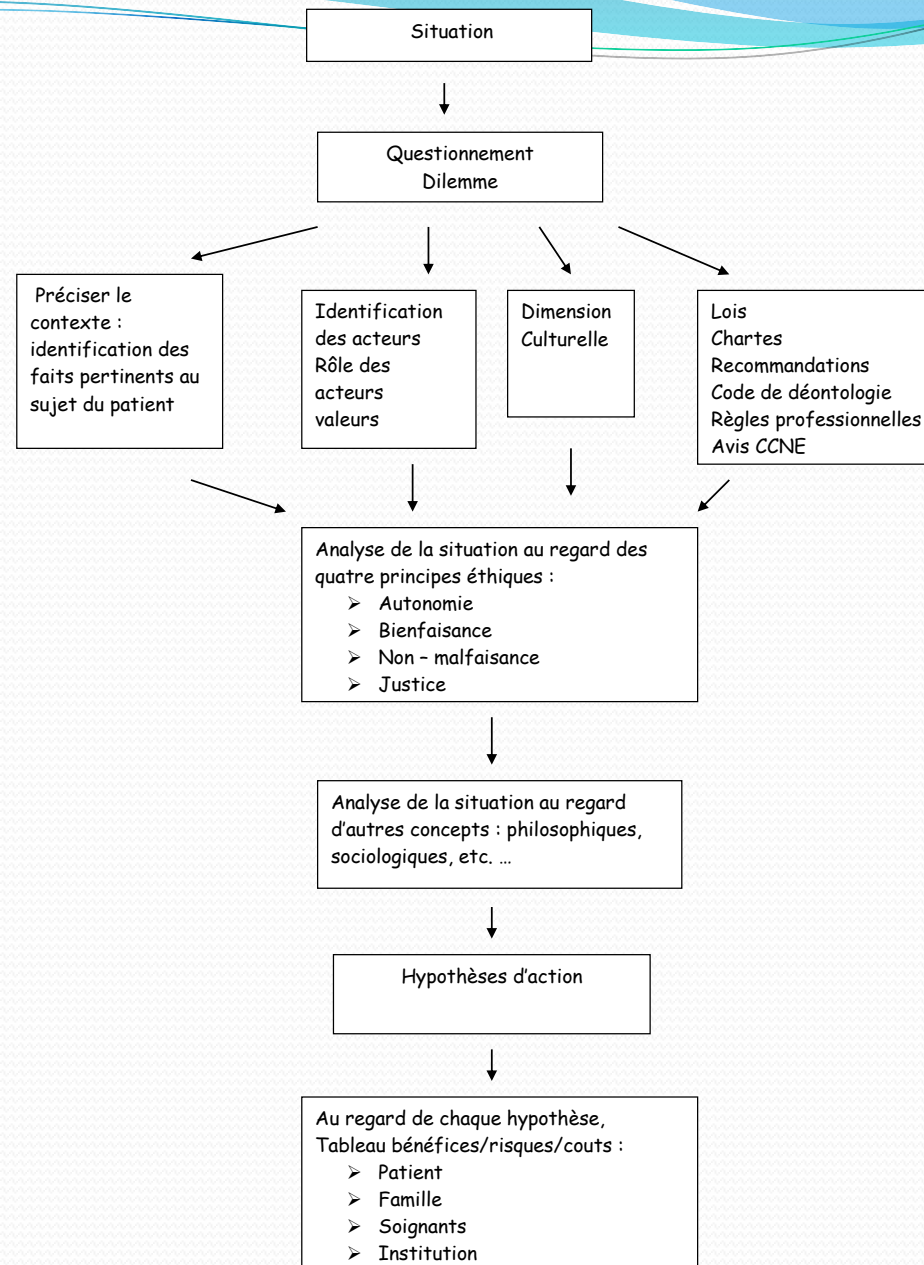 Situation
Questionnement
Dilemme
Préciser le
contexte :
identification des
faits pertinents au
sujet du patient
Identification
des acteurs
Rôle des
acteurs
valeurs
Dimension
Culturelle
Lois
Chartes
Recommandations
Code de déontologie
Règles professionnelles
Avis CCNE
Analyse de la situation au regard des
quatre principes éthiques :
➢ Autonomie
➢ Bienfaisance
➢ Non – malfaisance
➢ Justice
Analyse de la situation au regard
d'autres concepts : philosophiques,
sociologiques, etc. …
Hypothèses d'action
Au regard de chaque hypothèse,
Tableau bénéfices/risques/couts :
➢ Patient
➢ Famille
➢ Soignants
➢ Institution